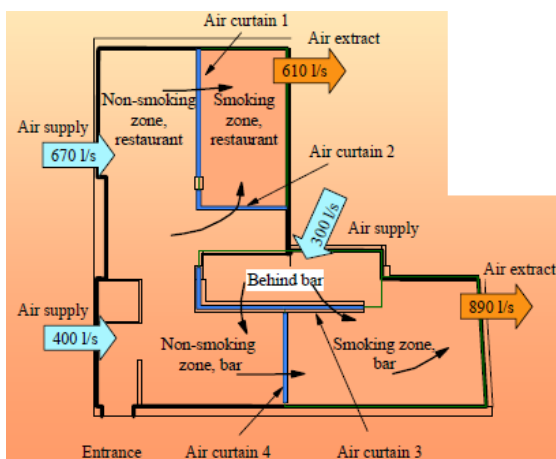 Air curtain 1
Air extract
610 l/s
Non-smoking
zone,
restaurant
Smoking
zone,
restaurant
Air supply
670 l/s
Air curtain 2
300 l/s
Air supply
Behind bar
Air extract
890 l/s
Air supply
400 l/s
Non-smoking
zone, bar
Smoking zone,
bar
Entrance
Air curtain 4
Air curtain 3